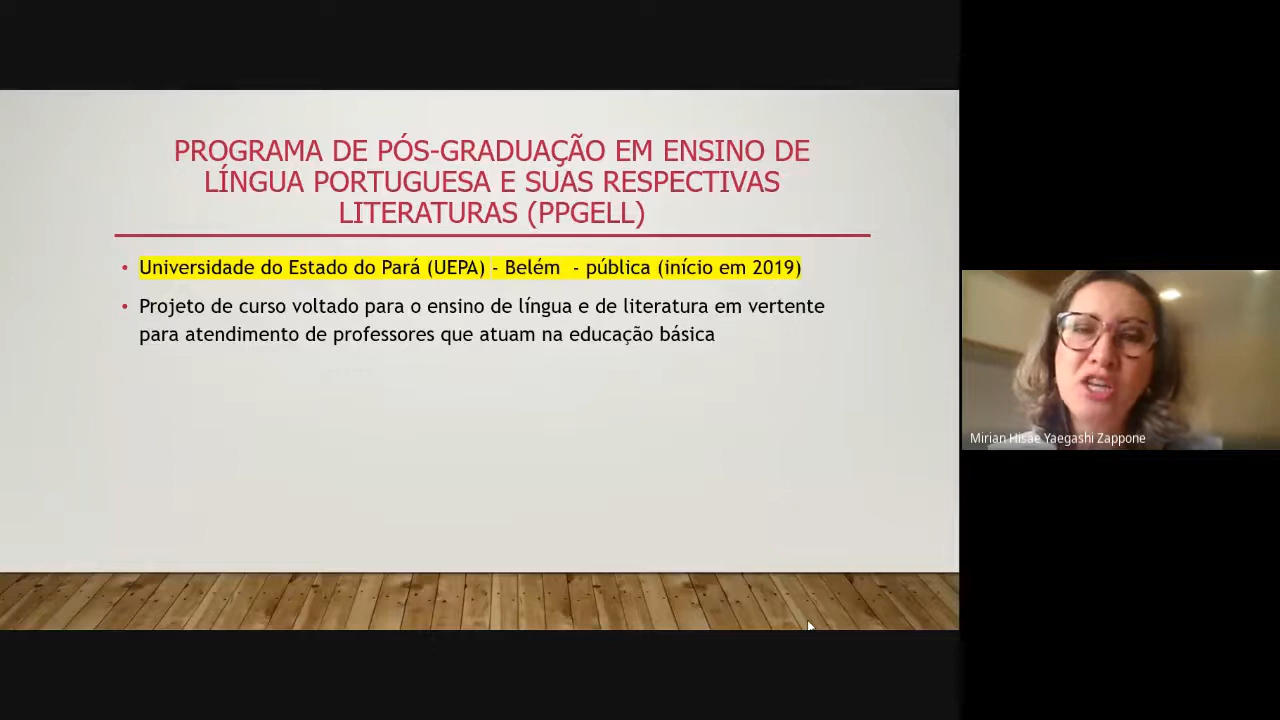 PROGRAMA DE PÓS-GRADUAÇÃO EM ENSINO DE
LÍNGUA PORTUGUESA E SUAS RESPECTIVAS
LITERATURAS (PPGELL)
• Universidade do Estado do Pará (UEPA) - Belém  - pública (início em 2019)
• Projeto de curso voltado para o ensino de língua e de literatura em vertente
para atendimento de professores que atuam na educação básica
Mirian Hisae Yaegashi Zappone